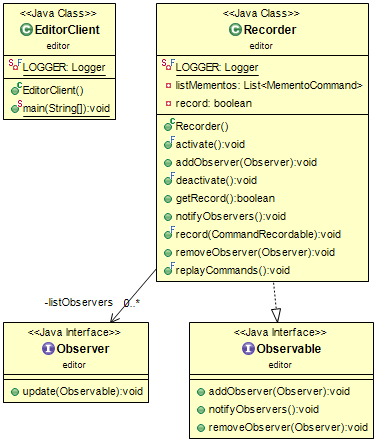 <<Java Class>>
EditorClient
editor
LOGGER: Logger
EditorClient()
main(String[]):void
<<Java Class>>
Recorder
editor
LOGGER: Logger
listMementos: List<MementoCommand>
record: boolean
Recorder()
activate():void
addObserver(Observer):void
deactivate():void
getRecord():boolean
notifyObservers():void
record(CommandRecordable):void
removeObserver(Observer):void
replayCommands():void
-listObservers 0..*
<<Java Interface>>
Observer
editor
update(Observable):void
<<Java Interface>>
Observable
editor
addObserver(Observer):void
notifyObservers():void
removeObserver(Observer):void